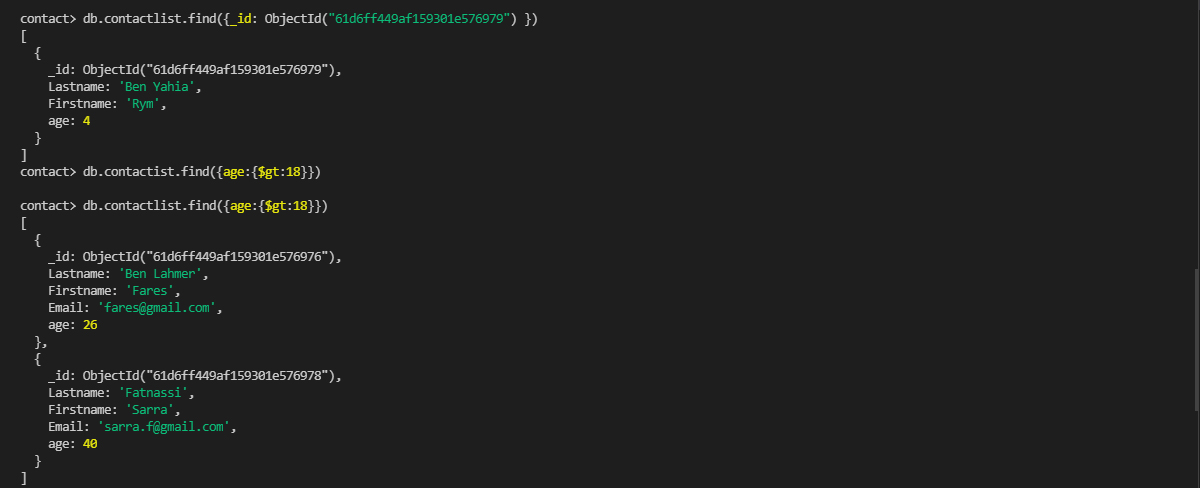 contact> db.contactlist.find({_id: ObjectId("61d6ff449af159301e576979") })
[
  {
    _id: ObjectId("61d6ff449af159301e576979"),
    Lastname: 'Ben Yahia',
    Firstname: 'Rym',
    age: 4
  }
]
contact> db.contactist.find({age:{$gt:18}})
contact> db.contactlist.find({age:{$gt:18}})
[
  {
    _id: ObjectId("61d6ff449af159301e576976"),
    Lastname: 'Ben Lahmer',
    Firstname: 'Fares',
    Email: 'fares@gmail.com',
    age: 26
  },
  {
    _id: ObjectId("61d6ff449af159301e576978"),
    Lastname: 'Fatnassi',
    Firstname: 'Sarra',
    Email: 'sarra.f@gmail.com',
    age: 40
  }
]